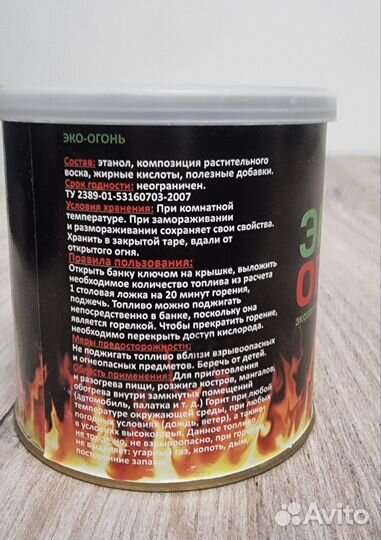 ЭКО-ОГОНЬ
Состав: этанол, композиция растительного
воска, жирные кислоты, полезные добавки.
Срок годности: неограничен.
ТУ 2389-01-53160703-2007
Условия хранения: При комнатной
температуре. При замораживании
и размораживании сохраняет свои свойства.
Хранить в закрытой таре, вдали от
открытого огня.
Правила пользования:
Открыть банку ключом на крышке, выложить
необходимое количество топлива из расчета
1 столовая ложка на 20 минут горения,
поджечь. Топливо можно поджигать
непосредственно в банке, поскольку она
является горелкой. Чтобы прекратить горение,
необходимо перекрыть доступ кислорода.
Меры предосторожности:
Не поджигать топливо вблизи взрывоопасных
и огнеопасных предметов. Беречь от детей.
Область применения: Для приготовления
и разогрева пищи, розжига костра, мангалов,
обогрева внутри замкнутых помещений
(автомобиль, палатка и т. д.) Горит при любой
температуре окружающей среды, при любых
погодных условиях (дождь, ветер), а также
в условиях высокогорья. Данное топливо
не токсично, не взрывоопасно, при горении
не выделяет: угарный газ, копоть, дым,
посторонние запахи.
Э
О
Avito